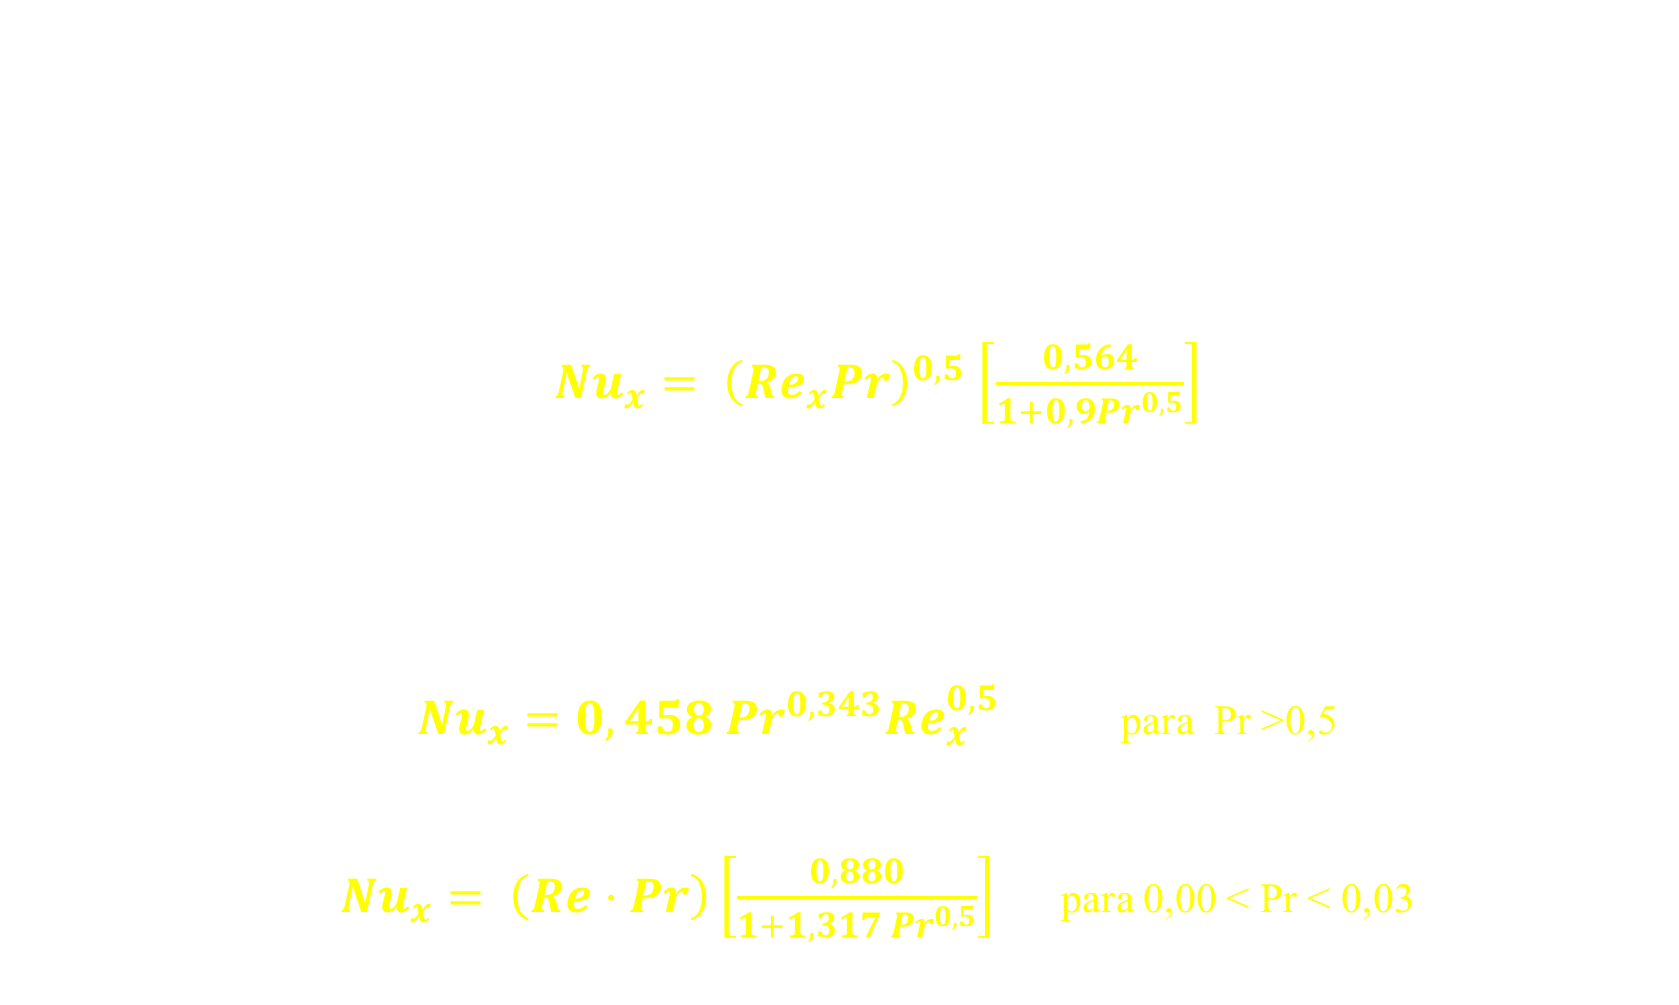 Nu_x = (Re_x Pr)^{0,5} [0,564 / 1+0,9Pr^{0,5}]
Nu_x = 0,458 Pr^{0,343} Re_x^{0,5} para Pr >0,5
Nu_x = (Re · Pr) [0,880 / 1+1,317 Pr^{0,5}] para 0,00 < Pr < 0,03